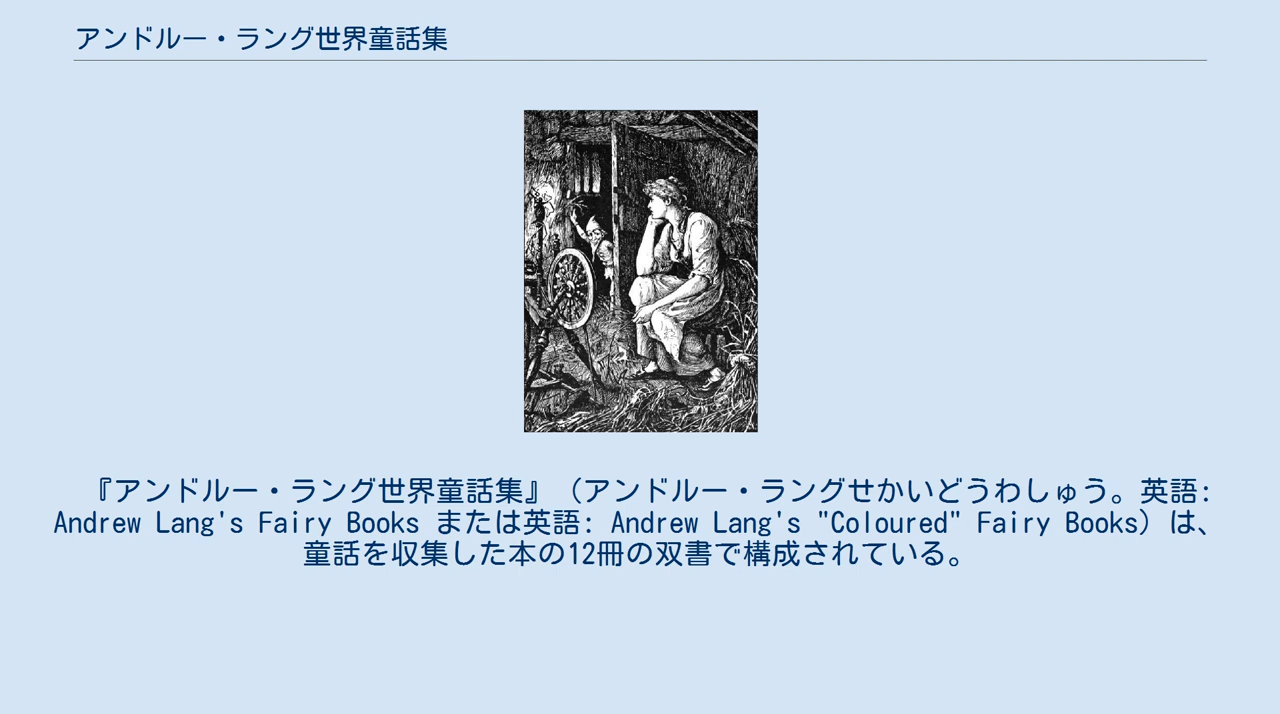 アンドルー・ラング世界童話集
『アンドルー・ラング世界童話集』（アンドルー・ラングせかいどうわしゅう。英語:
Andrew Lang's Fairy Books または英語: Andrew Lang's "Coloured" Fairy Books）は、
童話を収集した本の12冊の双書で構成されている。